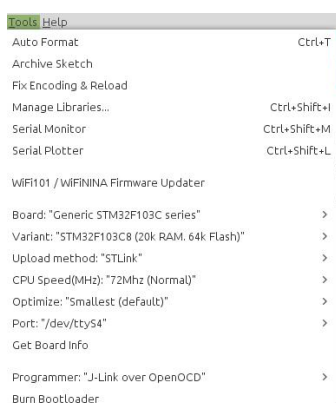 Tools Help
Auto Format Ctrl+T
Archive Sketch
Fix Encoding & Reload
Manage Libraries... Ctrl+Shift+I
Serial Monitor Ctrl+Shift+M
Serial Plotter Ctrl+Shift+L
WiFi101 / WiFiNINA Firmware Updater
Board: "Generic STM32F103C series" >
Variant: "STM32F103C8 (20k RAM. 64k Flash)" >
Upload method: "STLink" >
CPU Speed(MHz): "72Mhz (Normal)" >
Optimize: "Smallest (default)" >
Port: "/dev/ttyS4" >
Get Board Info
Programmer: "J-Link over OpenOCD" >
Burn Bootloader